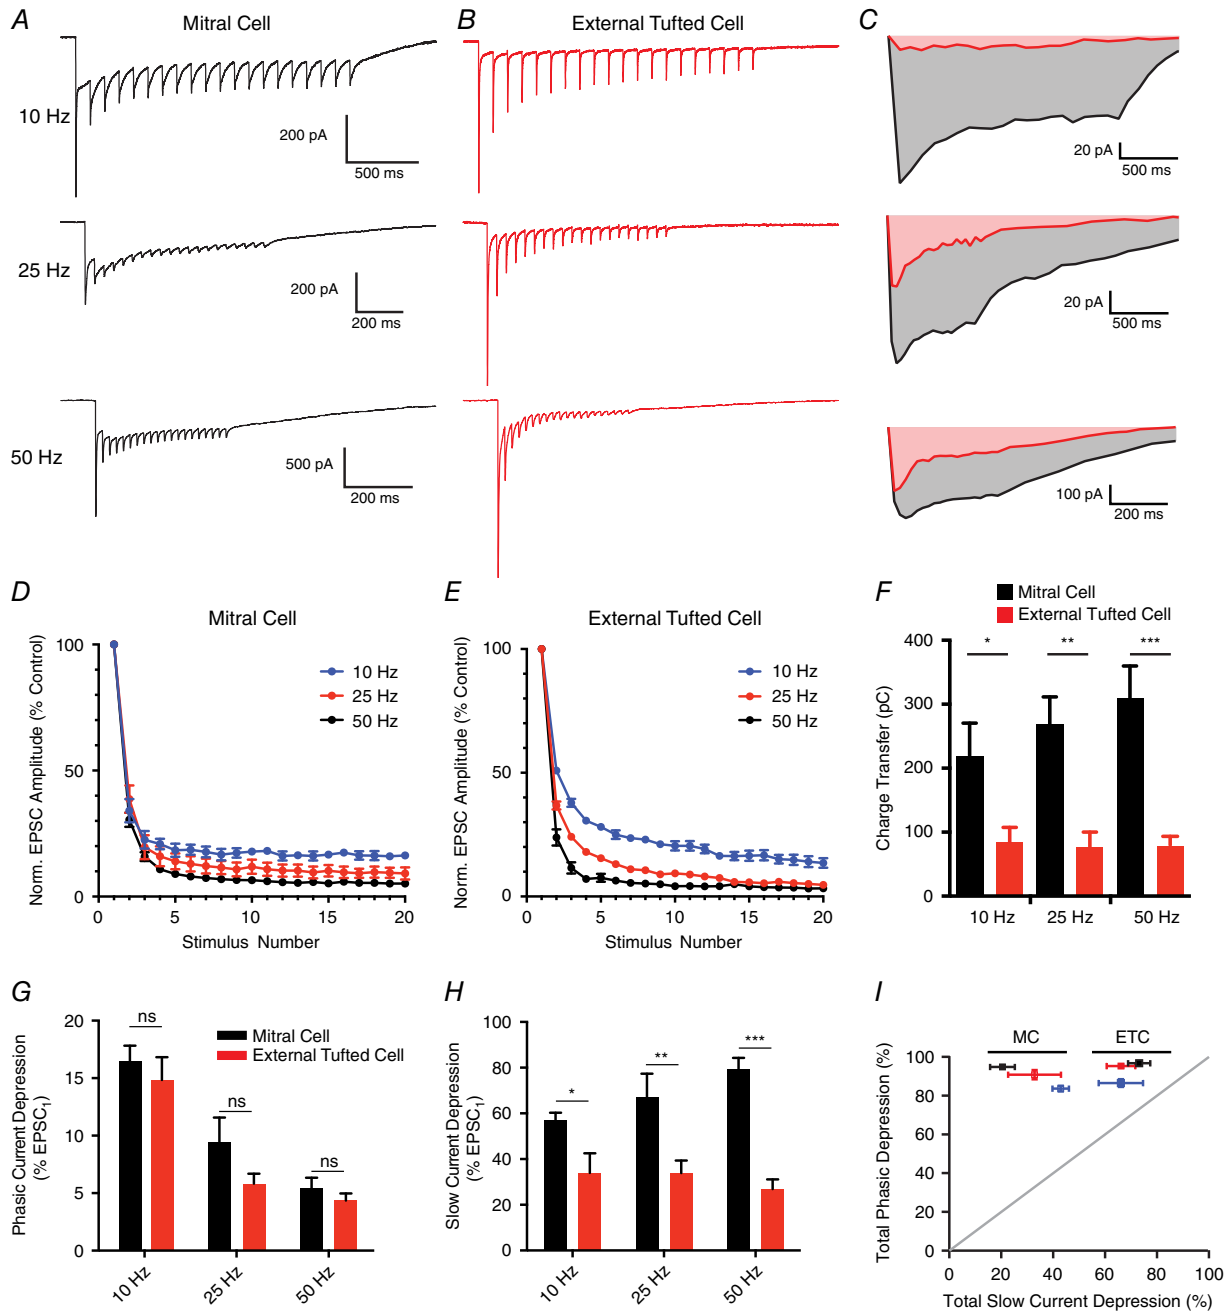 A
Mitral Cell
B
External Tufted Cell
C
10 Hz
200 pA
500 ms
20 pA
500 ms
25 Hz
200 pA
200 ms
20 pA
500 ms
50 Hz
500 pA
200 ms
100 pA
200 ms
D
Mitral Cell
Norm. EPSC Amplitude (% Control)
100
50
0
10 Hz
25 Hz
50 Hz
0 5 10 15 20
Stimulus Number
E
External Tufted Cell
Norm. EPSC Amplitude (% Control)
100
50
0
10 Hz
25 Hz
50 Hz
0 5 10 15 20
Stimulus Number
F
Mitral Cell
External Tufted Cell
Charge Transfer (pC)
400
300
200
100
0
* ** ***
10 Hz 25 Hz 50 Hz
G
Phasic Current Depression
(% EPSC1)
20
15
10
5
0
ns
ns
ns
Mitral Cell
External Tufted Cell
10 Hz 25 Hz 50 Hz
H
Slow Current Depression
(% EPSC1)
100
80
60
40
20
0
* ** ***
10 Hz 25 Hz 50 Hz
I
Total Phasic Depression (%)
100
80
60
40
20
0
MC ETC
0 20 40 60 80 100
Total Slow Current Depression (%)